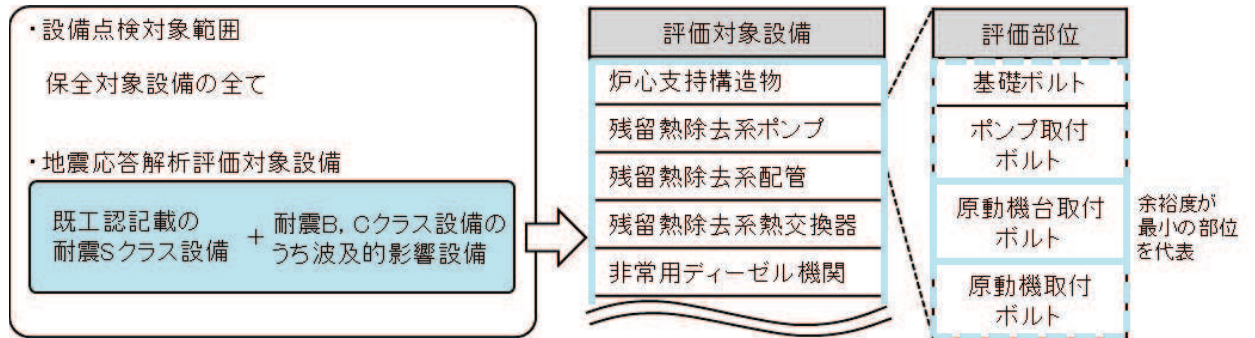 ・設備点検対象範囲
保全対象設備の全て
・地震応答解析評価対象設備
既工認記載の
耐震Sクラス設備
+
耐震B,Cクラス設備の
うち波及的影響設備
評価対象設備
炉心支持構造物
残留熱除去系ポンプ
残留熱除去系配管
残留熱除去系熱交換器
非常用ディーゼル機関
評価部位
基礎ボルト
ポンプ取付
ボルト
原動機台取付
ボルト
原動機取付
ボルト
余裕度が
最小の部位
を代表